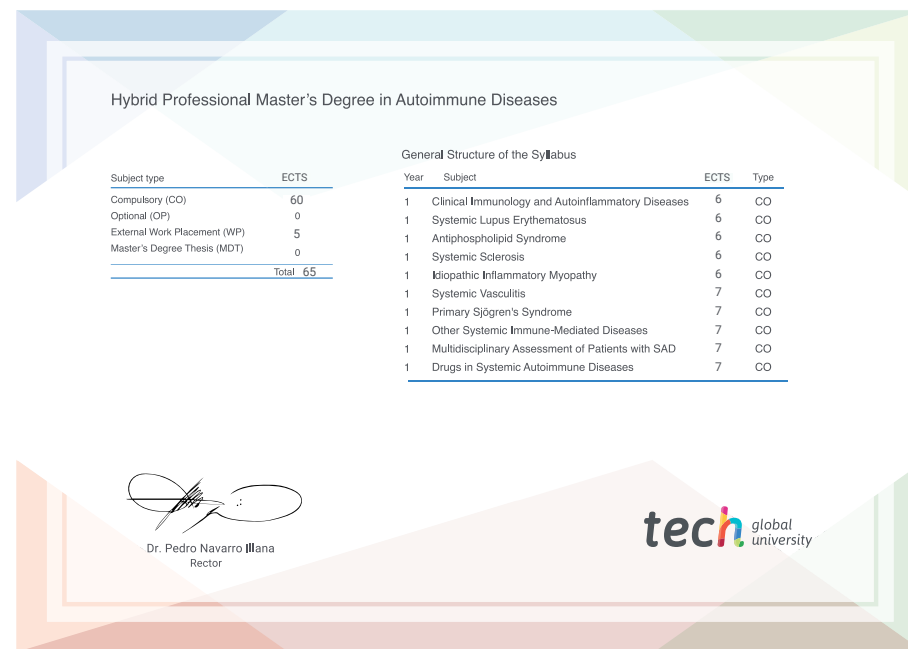 Hybrid Professional Master's Degree in Autoimmune Diseases
General Structure of the Syllabus
Subject type ECTS
Compulsory (CO) 60
Optional (OP) 0
External Work Placement (WP) 5
Master's Degree Thesis (MDT) 0
Total 65
Year Subject ECTS Type
1 Clinical Immunology and Autoinflammatory Diseases 6 CO
1 Systemic Lupus Erythematosus 6 CO
1 Antiphospholipid Syndrome 6 CO
1 Systemic Sclerosis 6 CO
1 Idiopathic Inflammatory Myopathy 6 CO
1 Systemic Vasculitis 7 CO
1 Primary Sjögren's Syndrome 7 CO
1 Other Systemic Immune-Mediated Diseases 7 CO
1 Multidisciplinary Assessment of Patients with SAD 7 CO
1 Drugs in Systemic Autoimmune Diseases 7 CO
Dr. Pedro Navarro Illana
Rector
tech global
university